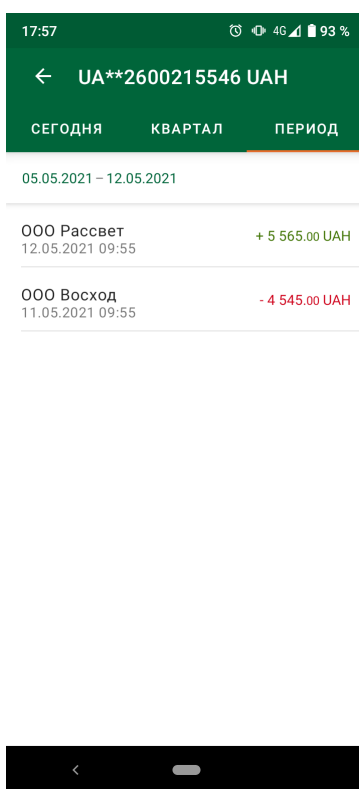 17:57 4G 93 %
UA**2600215546 UAH
СЕГОДНЯ КВАРТАЛ ПЕРИОД
05.05.2021 – 12.05.2021
ООО Рассвет + 5 565.00 UAH
12.05.2021 09:55
ООО Восход - 4 545.00 UAH
11.05.2021 09:55